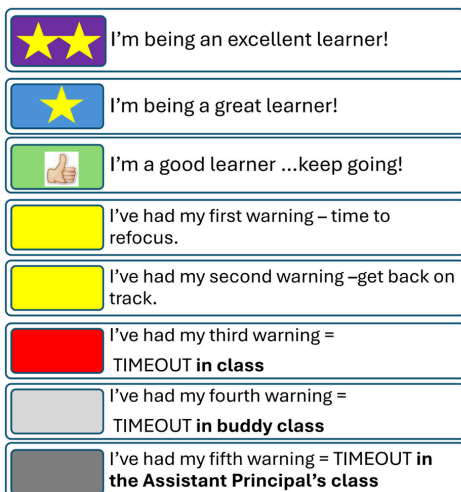 I’m being an excellent learner!
I’m being a great learner!
I’m a good learner ...keep going!
I’ve had my first warning – time to
refocus.
I’ve had my second warning –get back on
track.
I’ve had my third warning =
TIMEOUT in class
I’ve had my fourth warning =
TIMEOUT in buddy class
I’ve had my fifth warning = TIMEOUT in
the Assistant Principal’s class